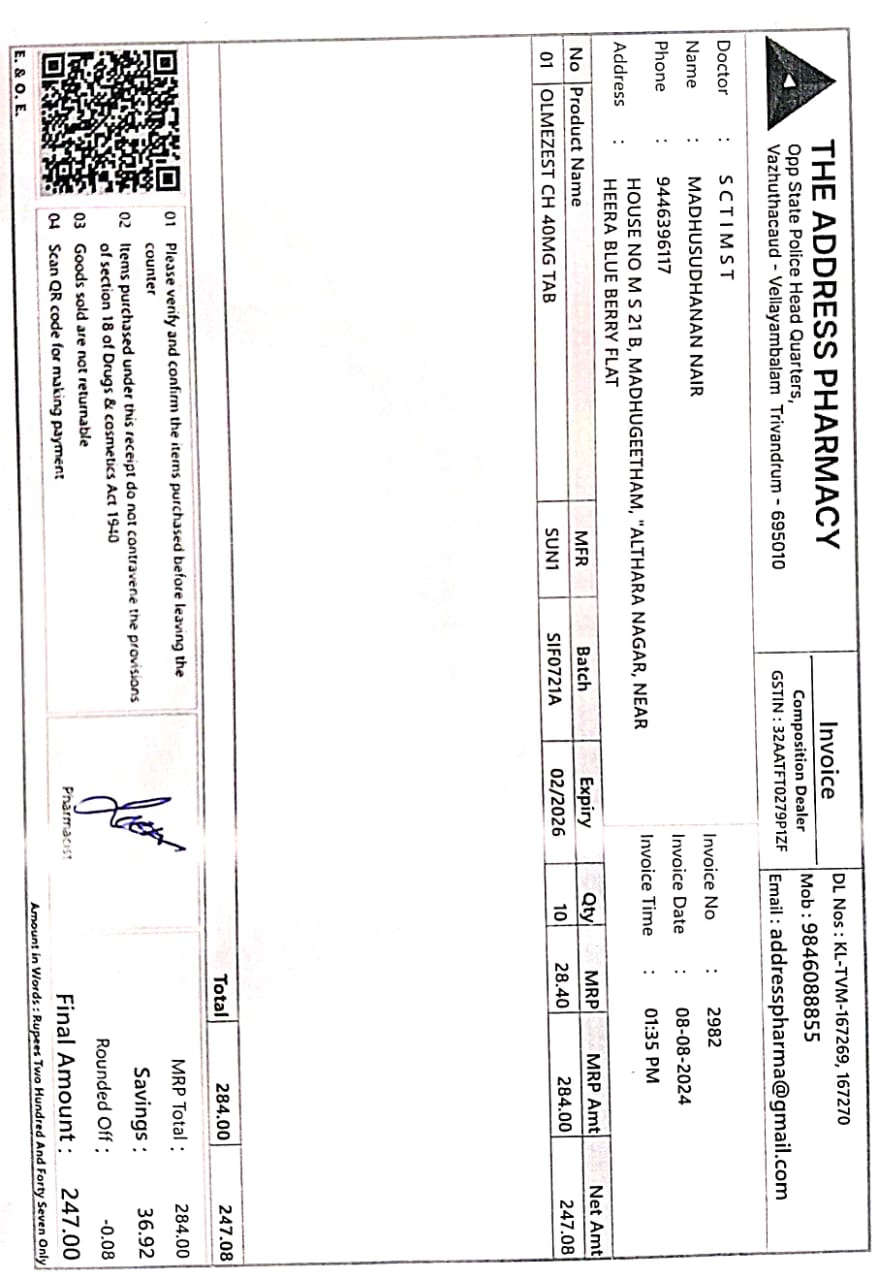 THE ADDRESS PHARMACY
Opp State Police Head Quarters,
Vazhuthacaud - Vellayambalam Trivandrum - 695010
Invoice
Composition Dealer
GSTIN : 32AATFT0279P1ZF
DL Nos : KL-TVM-167269, 167270
Mob : 9846088855
Email : addresspharma@gmail.com
Doctor : S C T I M S T
Name : MADHUSUDHANAN NAIR
Phone : 9446396117
Address : HOUSE NO M S 21 B, MADHUGEETHAM, "ALTHARA NAGAR, NEAR
HEERA BLUE BERRY FLAT
Invoice No : 2982
Invoice Date : 08-08-2024
Invoice Time : 01:35 PM
No Product Name MFR Batch Expiry Qty MRP MRP Amt Net Amt
01 OLMEZEST CH 40MG TAB SUN1 SIF0721A 02/2026 10 28.40 284.00 247.08
Total 284.00 247.08
01 Please verify and confirm the items purchased before leaving the
counter
02 Items purchased under this receipt do not contravene the provisions
of section 18 of Drugs & cosmetics Act 1940
03 Goods sold are not returnable
04 Scan QR code for making payment
E. & O. E.
Pharmacist
MRP Total : 284.00
Savings : 36.92
Rounded Off : -0.08
Final Amount : 247.00
Amount in Words : Rupees Two Hundred And Forty Seven Only